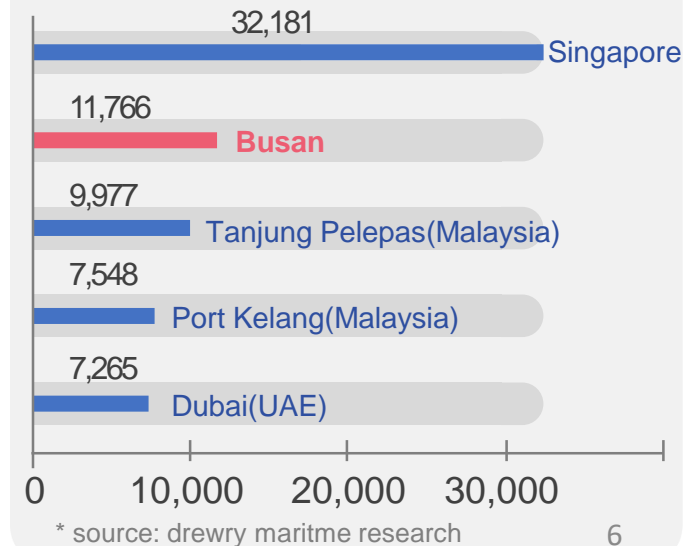 32,181
Singapore
11,766
Busan
9,977
Tanjung Pelepas(Malaysia)
7,548
Port Kelang(Malaysia)
7,265
Dubai(UAE)
0 10,000 20,000 30,000
* source: drewry maritme research 6